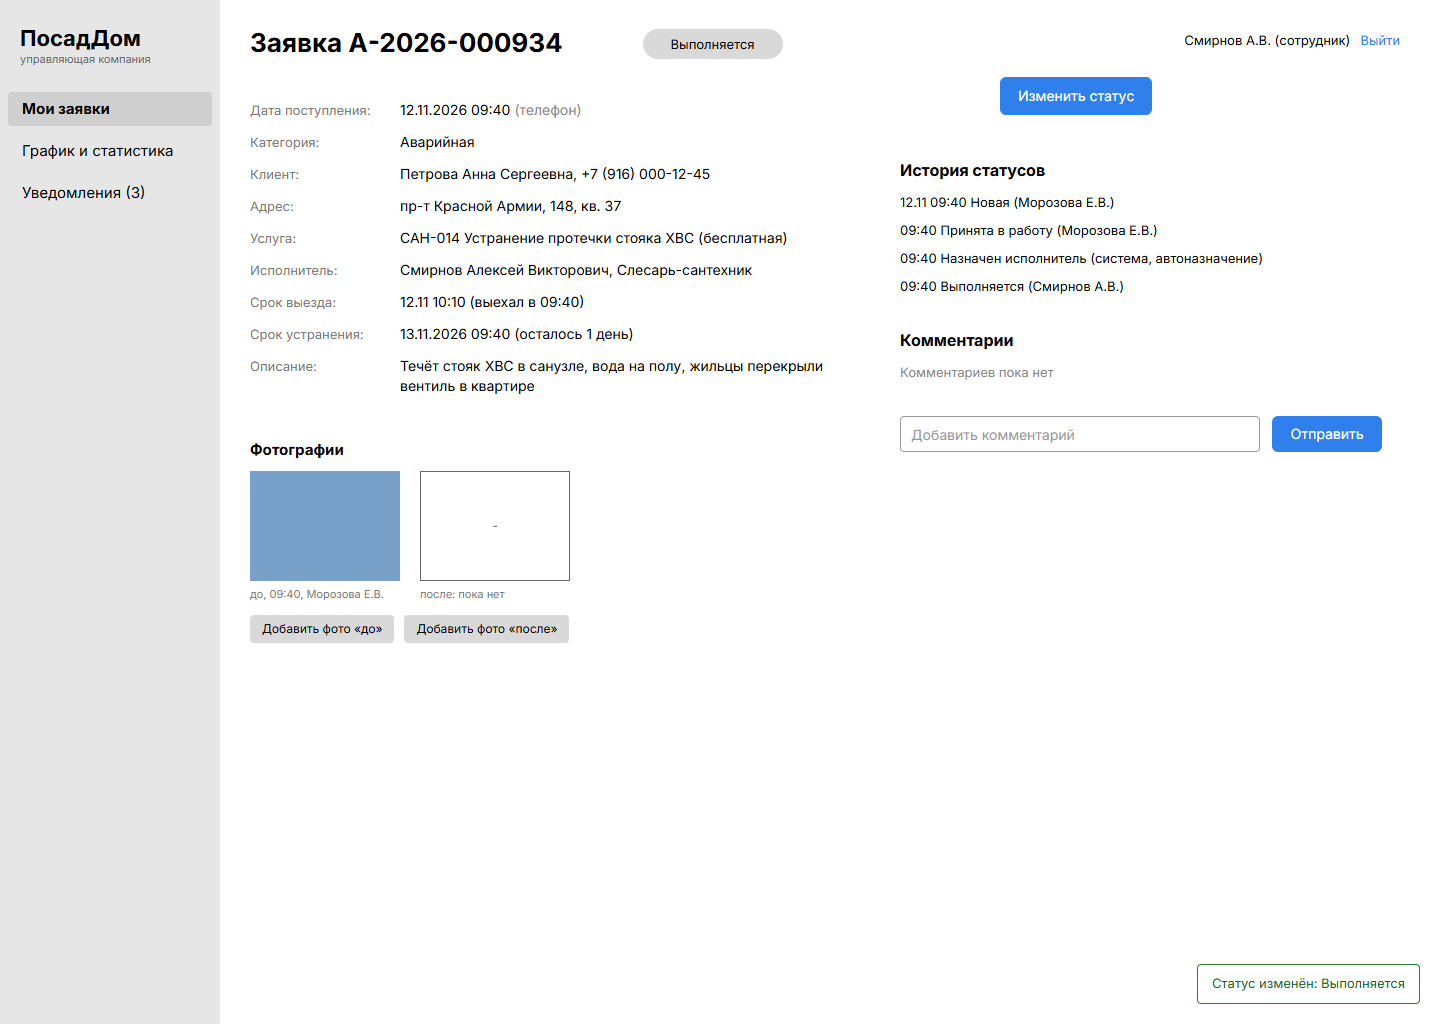 ПосадДом
управляющая компания
Мои заявки
График и статистика
Уведомления (3)
Заявка А-2026-000934
Выполняется
Смирнов А.В. (сотрудник) Выйти
Изменить статус
Дата поступления: 12.11.2026 09:40 (телефон)
Категория: Аварийная
Клиент: Петрова Анна Сергеевна, +7 (916) 000-12-45
Адрес: пр-т Красной Армии, 148, кв. 37
Услуга: САН-014 Устранение протечки стояка ХВС (бесплатная)
Исполнитель: Смирнов Алексей Викторович, Слесарь-сантехник
Срок выезда: 12.11 10:10 (выехал в 09:40)
Срок устранения: 13.11.2026 09:40 (осталось 1 день)
Описание: Течёт стояк ХВС в санузле, вода на полу, жильцы перекрыли
вентиль в квартире
Фотографии
-
до, 09:40, Морозова Е.В.
после: пока нет
Добавить фото «до»
Добавить фото «после»
История статусов
12.11 09:40 Новая (Морозова Е.В.)
09:40 Принята в работу (Морозова Е.В.)
09:40 Назначен исполнитель (система, автоназначение)
09:40 Выполняется (Смирнов А.В.)
Комментарии
Комментариев пока нет
Добавить комментарий
Отправить
Статус изменён: Выполняется